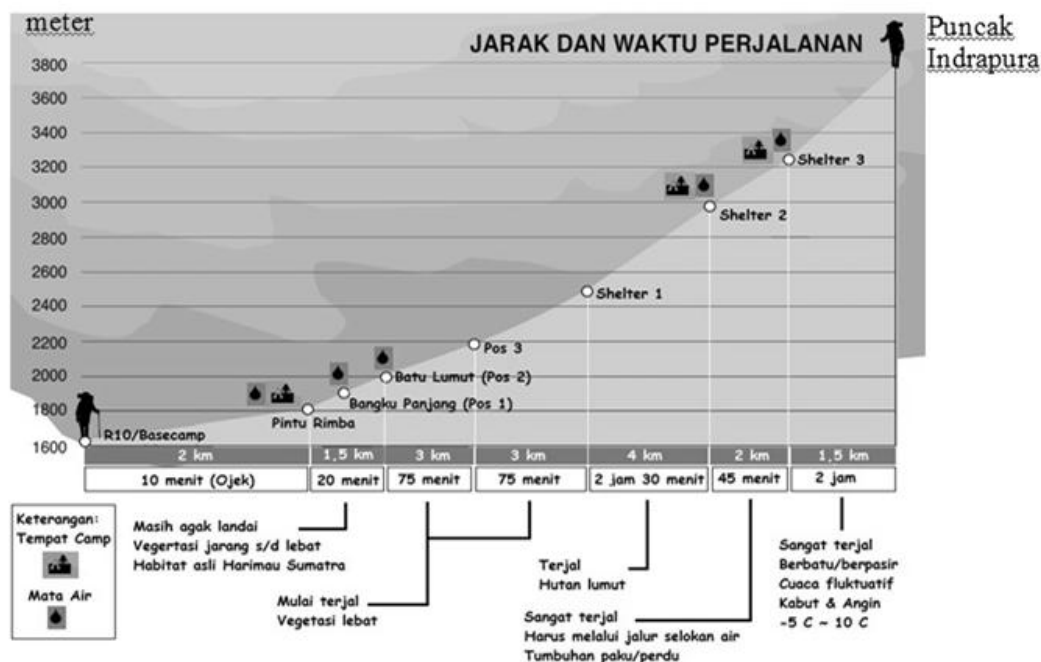 meter
JARAK DAN WAKTU PERJALANAN
Puncak
Indrapura
3800
3600
3400
3200
3000
2800
2600
2400
2200
2000
1800
1600
Shelter 3
Shelter 2
Shelter 1
Pos 3
Batu Lumut (Pos 2)
Bangku Panjang (Pos 1)
Pintu Rimba
R10/Basecamp
2 km
1,5 km
3 km
3 km
4 km
2 km
1,5 km
10 menit (Ojek)
20 menit
75 menit
75 menit
2 jam 30 menit
45 menit
2 jam
Keterangan:
Tempat Camp
Mata Air
Masih agak landai
Vegertasi jarang s/d lebat
Habitat asli Harimau Sumatra
Mulai terjal
Vegetasi lebat
Terjal
Hutan lumut
Sangat terjal
Harus melalui jalur selokan air
Tumbuhan paku/perdu
Sangat terjal
Berbatu/berpasir
Cuaca fluktuatif
Kabut & Angin
-5 C ~ 10 C